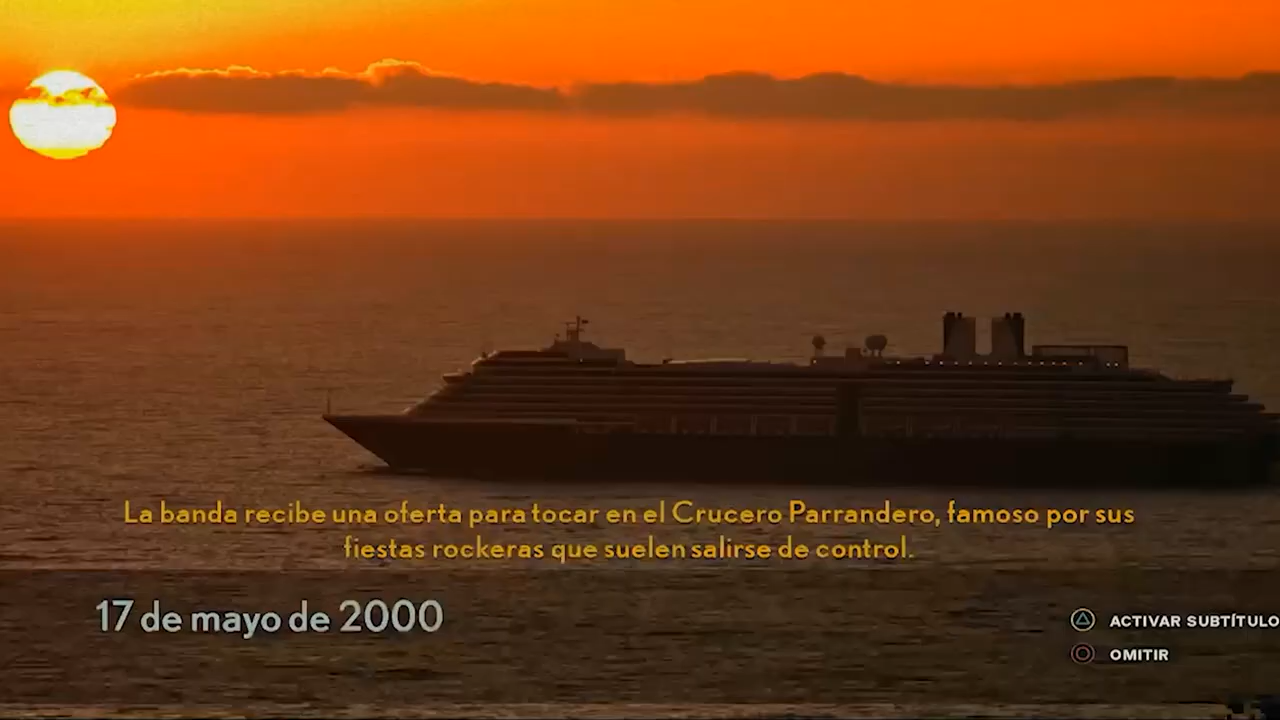 La banda recibe una oferta para tocar en el Crucero Parrandero, famoso por sus
fiestas rockeras que suelen salirse de control.
17 de mayo de 2000
ACTIVAR SUBTÍTULO
OMITIR